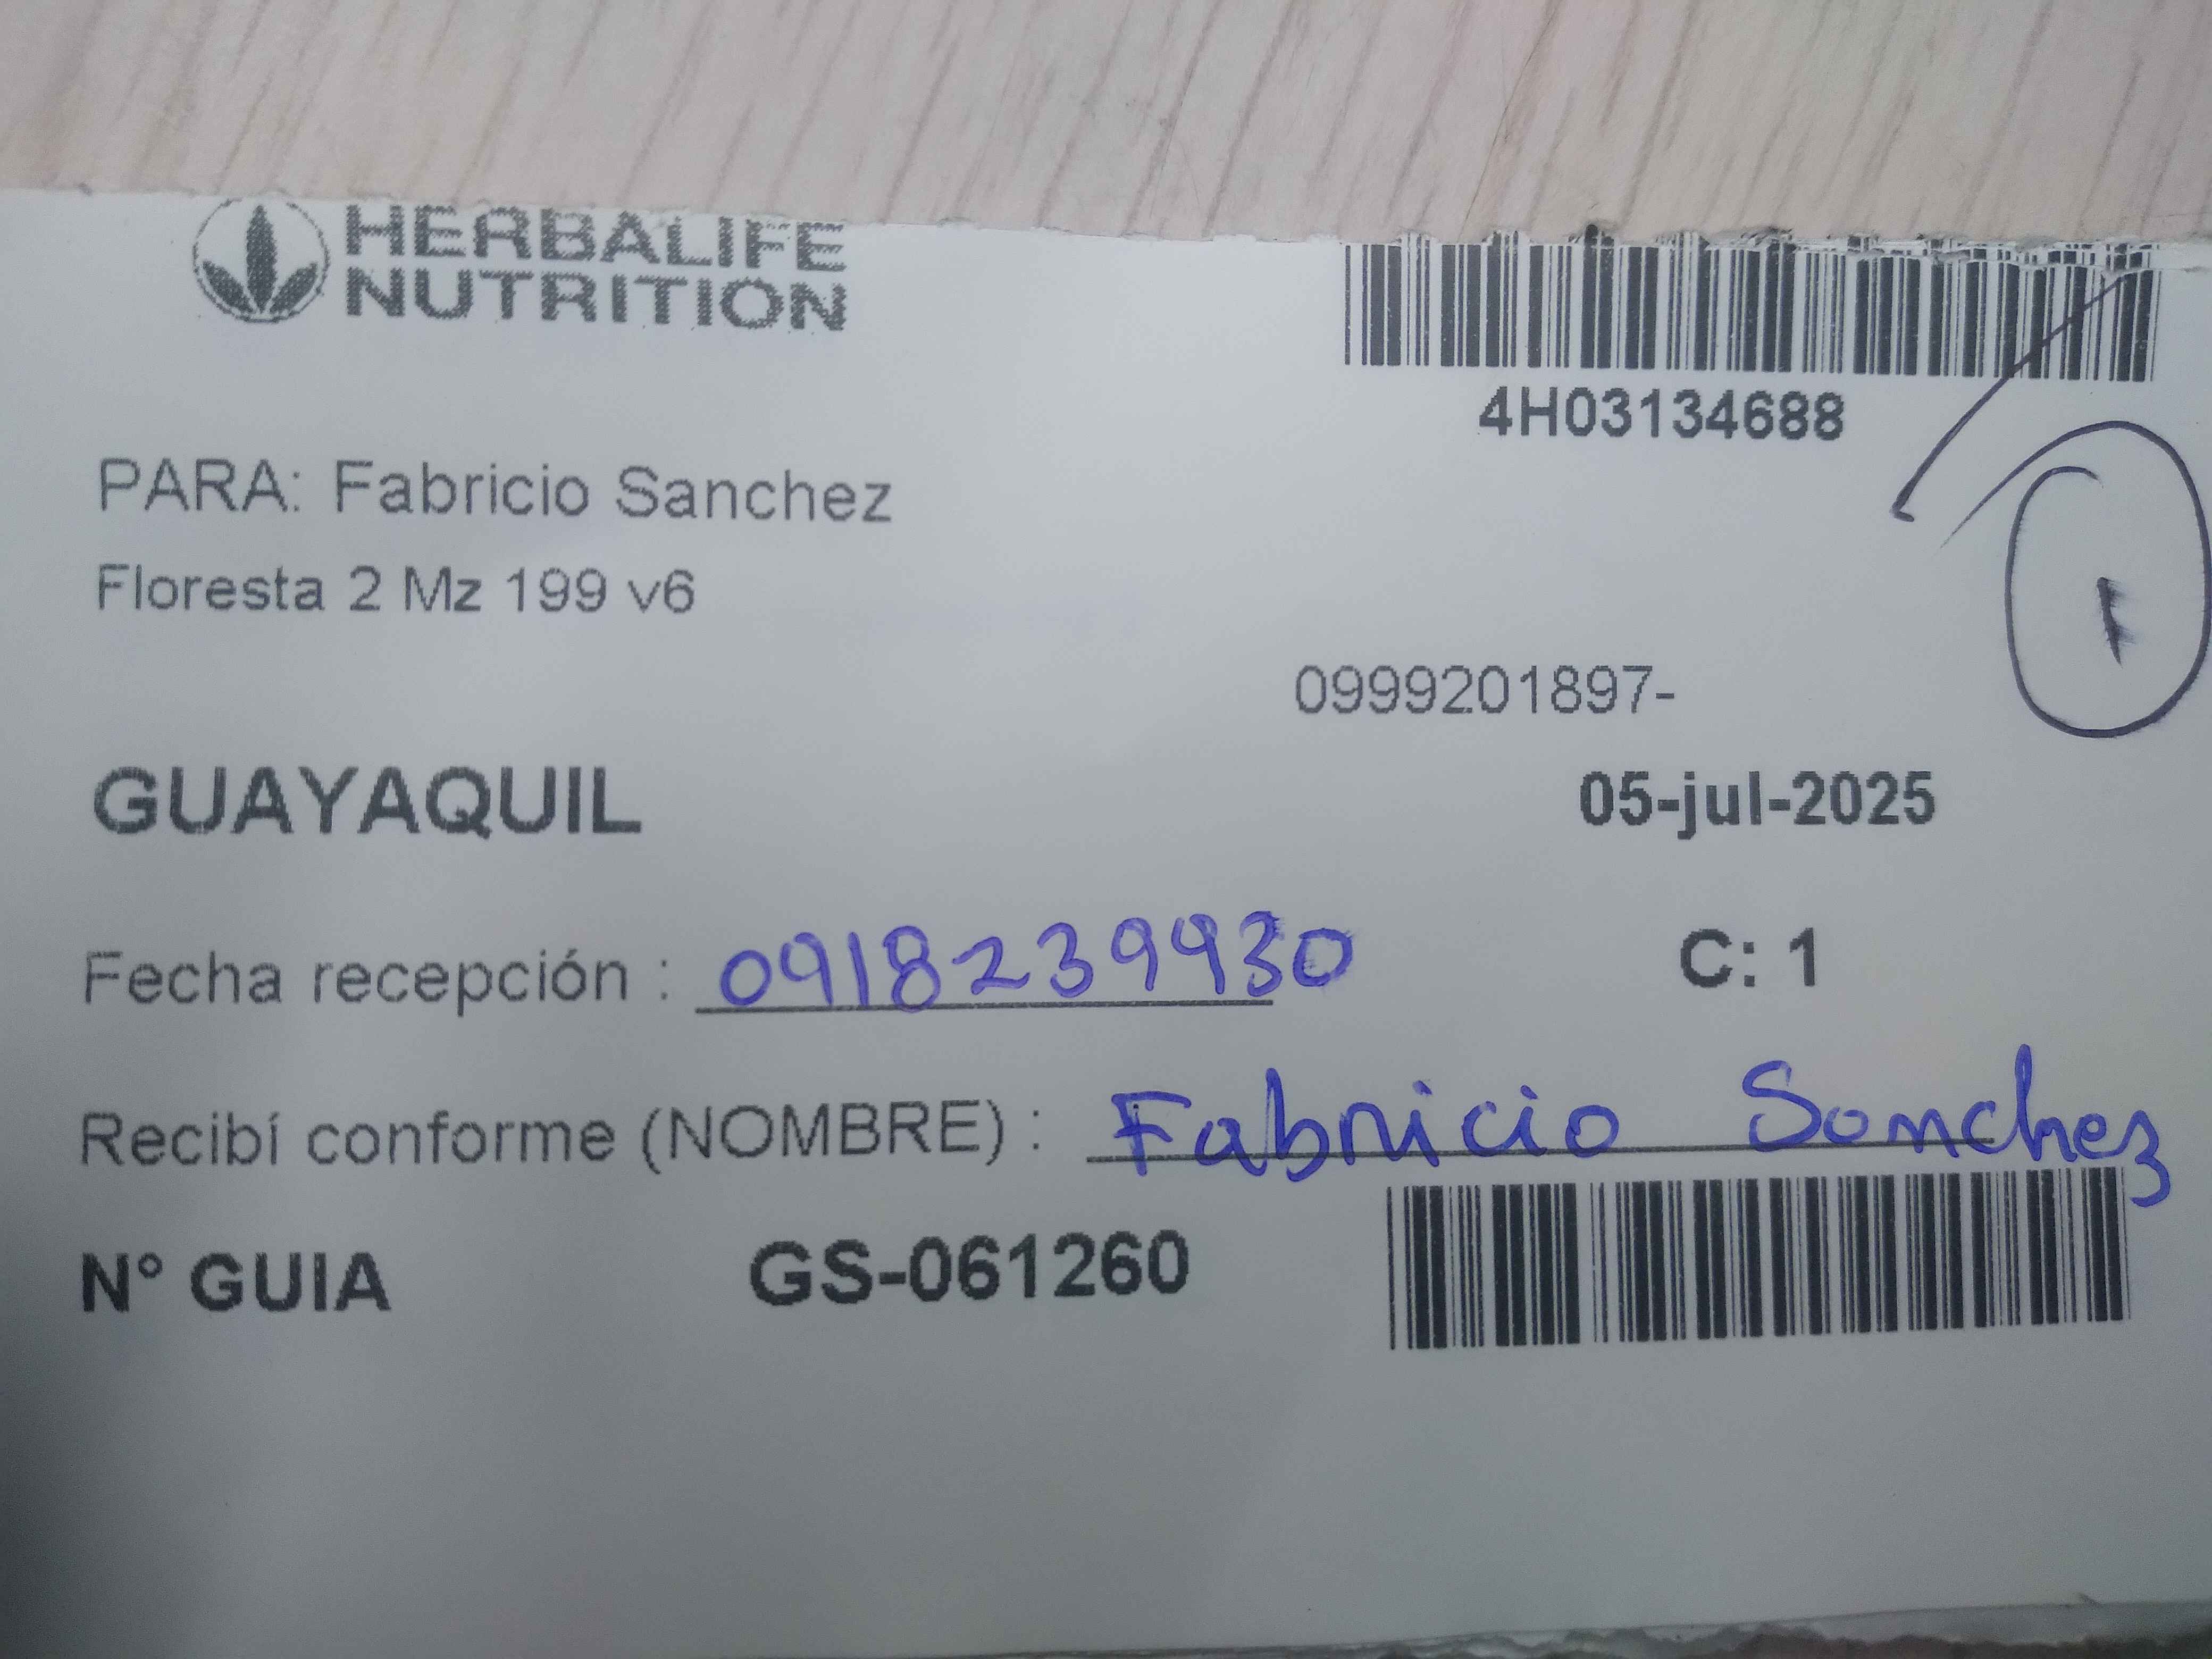 HERBALIFE
NUTRITION
4H03134688
PARA: Fabricio Sanchez
Floresta 2 Mz 199 v6
1
0999201897-
GUAYAQUIL
05-jul-2025
Fecha recepción : 0918239930
C: 1
Recibí conforme (NOMBRE) : Fabricio Sanchez
N° GUIA GS-061260